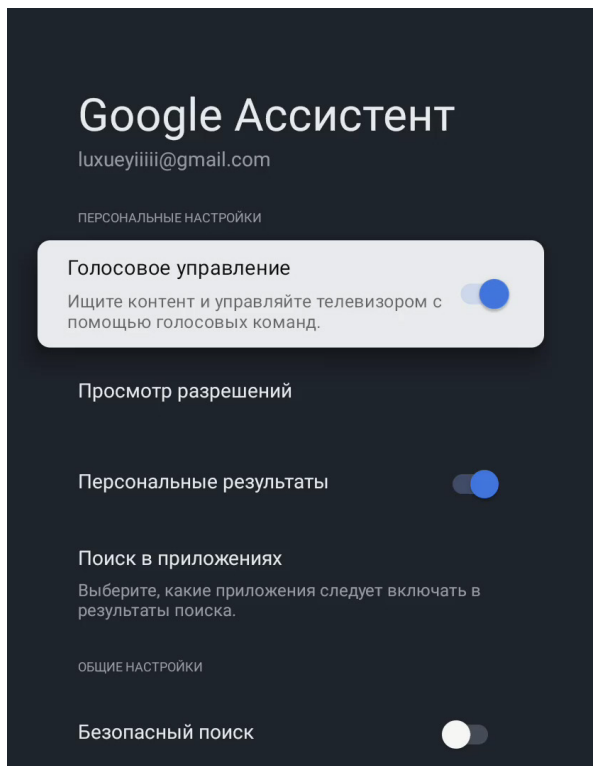 Google Ассистент
luxueyiiiii@gmail.com
ПЕРСОНАЛЬНЫЕ НАСТРОЙКИ
Голосовое управление
Ищите контент и управляйте телевизором с
помощью голосовых команд.
Просмотр разрешений
Персональные результаты
Поиск в приложениях
Выберите, какие приложения следует включать в
результаты поиска.
ОБЩИЕ НАСТРОЙКИ
Безопасный поиск